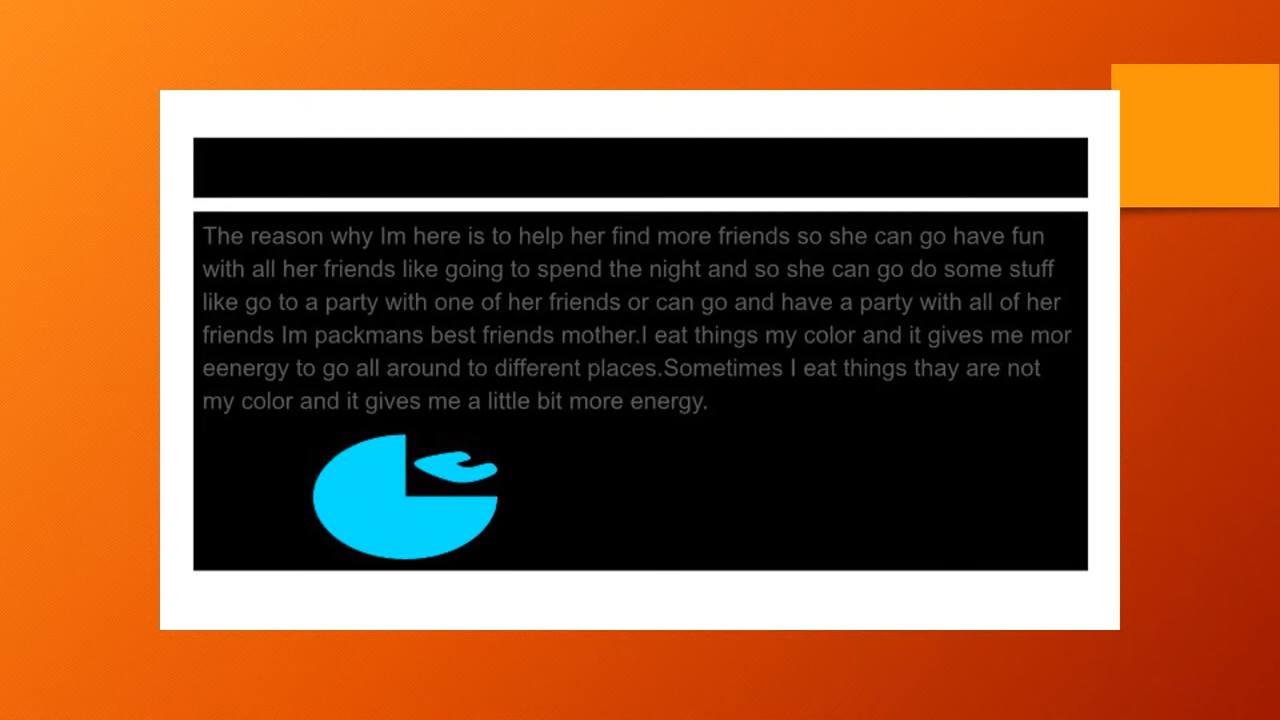 The reason why Im here is to help her find more friends so she can go have fun
with all her friends like going to spend the night and so she can go do some stuff
like go to a party with one of her friends or can go and have a party with all of her
friends Im packmans best friends mother.I eat things my color and it gives me mor
eenergy to go all around to different places.Sometimes I eat things thay are not
my color and it gives me a little bit more energy.